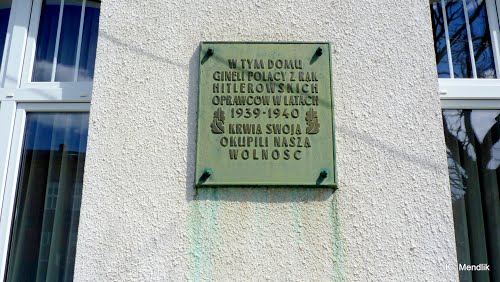 W TYM DOMU
GINĘLI POLACY Z RĄK
HITLEROWSKICH
OPRAWCÓW W LATACH
1939-1940
KRWIĄ SWOJĄ
OKUPILI NASZĄ
WOLNOŚĆ
Mendlik